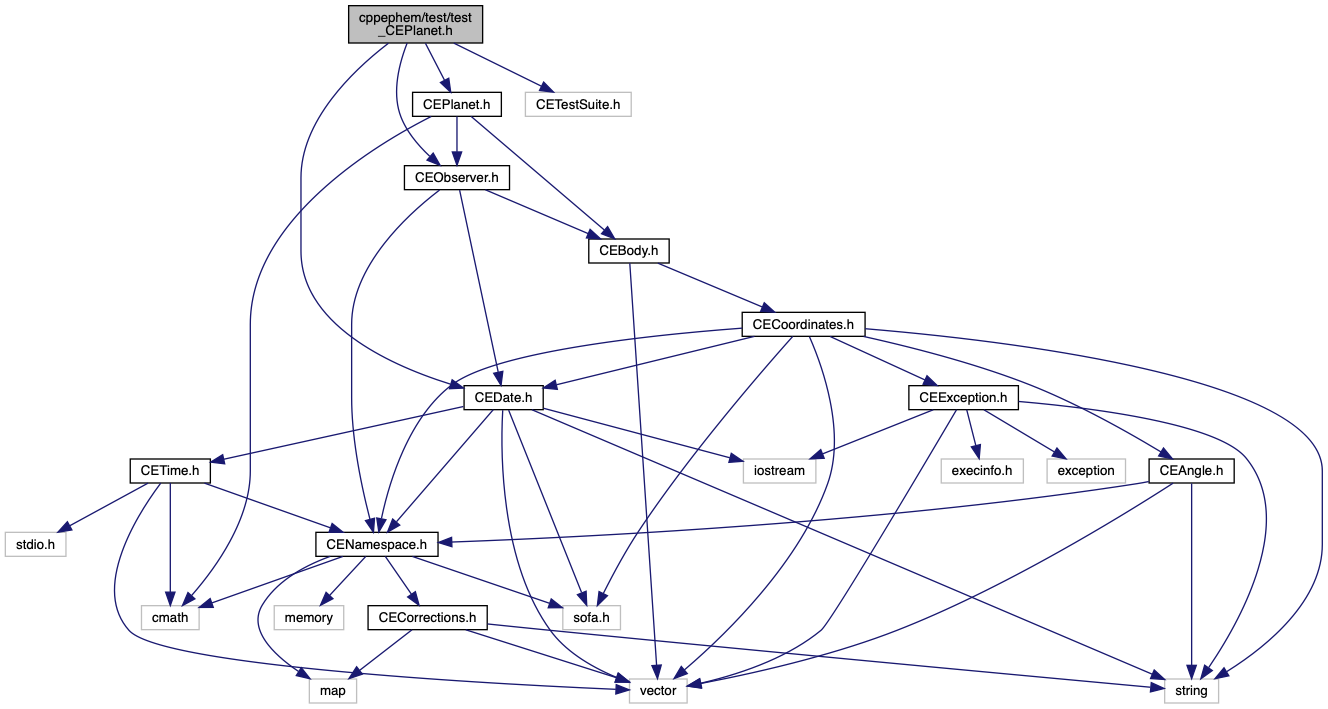 cppephem/test/test
_CEPlanet.h
CEPlanet.h
CETestSuite.h
CEObserver.h
CEBody.h
CECoordinates.h
CEDate.h
CEException.h
CETime.h
iostream
execinfo.h
exception
CEAngle.h
stdio.h
CENamespace.h
cmath
memory
CECorrections.h
sofa.h
map
vector
string